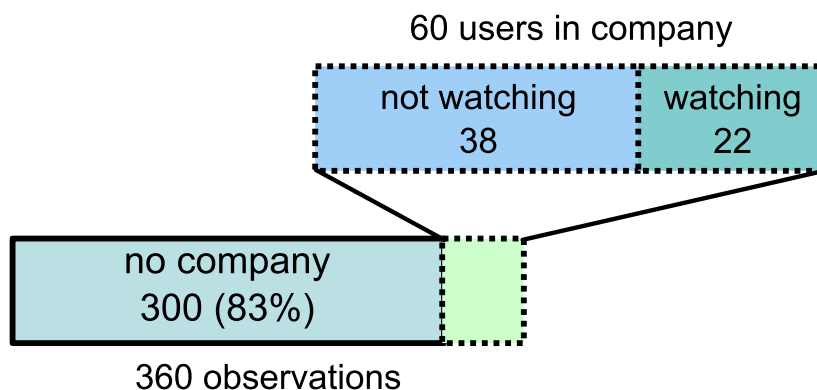 60 users in company
not watching
38
watching
22
no company
300 (83%)
360 observations